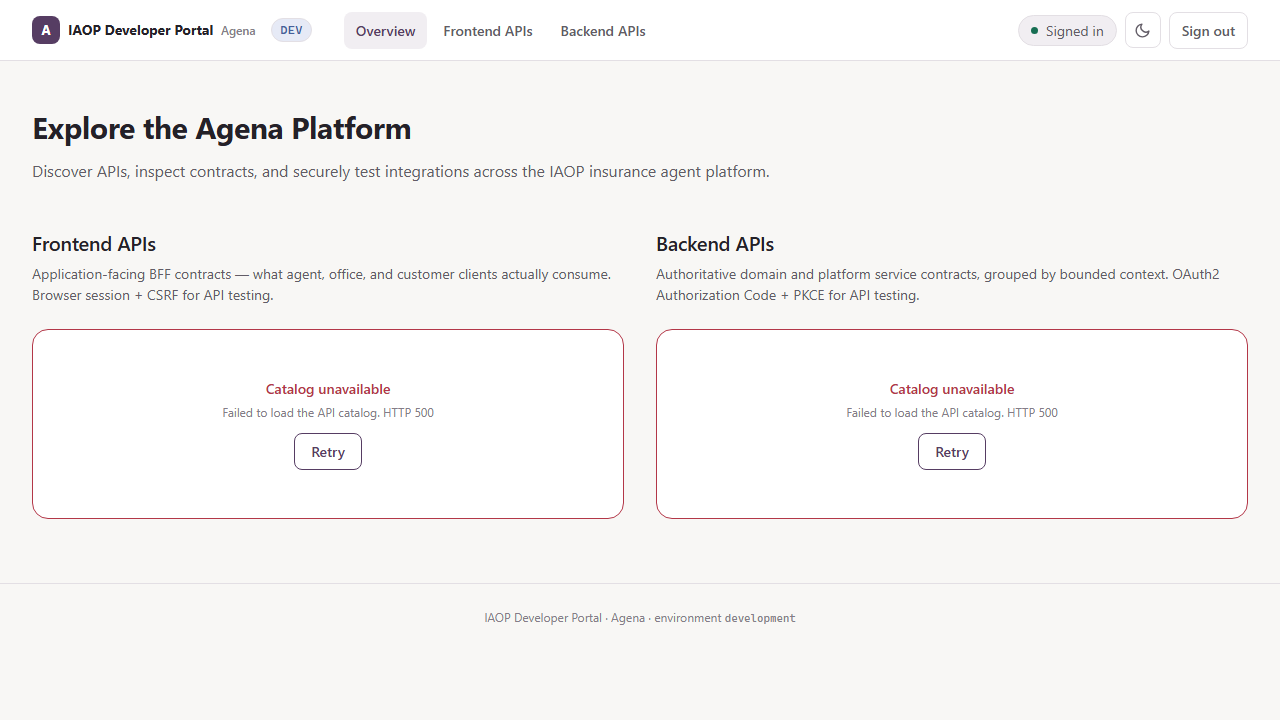 A IAOP Developer Portal Agena DEV Overview Frontend APIs Backend APIs Signed in Sign out
Explore the Agena Platform
Discover APIs, inspect contracts, and securely test integrations across the IAOP insurance agent platform.
Frontend APIs
Application-facing BFF contracts — what agent, office, and customer clients actually consume.
Browser session + CSRF for API testing.
Catalog unavailable
Failed to load the API catalog. HTTP 500
Retry
Backend APIs
Authoritative domain and platform service contracts, grouped by bounded context. OAuth2
Authorization Code + PKCE for API testing.
Catalog unavailable
Failed to load the API catalog. HTTP 500
Retry
IAOP Developer Portal · Agena · environment development